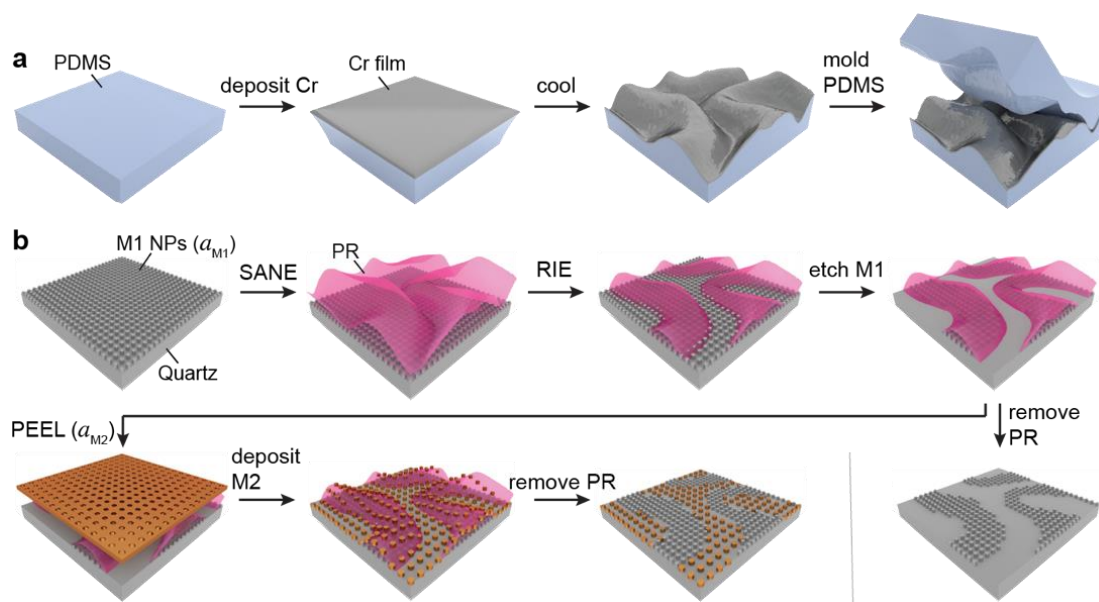 a
PDMS
deposit Cr
Cr film
cool
mold
PDMS
b
M1 NPs (aM1)
Quartz
SANE
PR
RIE
etch M1
PEEL (aM2)
deposit
M2
remove PR
remove
PR